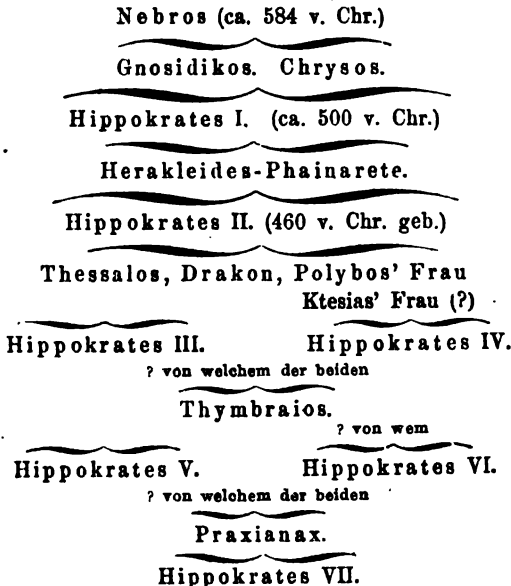 Nebros (ca. 584 v. Chr.)
Gnosidikos. Chrysos.
Hippokrates I. (ca. 500 v. Chr.)
Herakleides-Phainarete.
Hippokrates II. (460 v. Chr. geb.)
Thessalos, Drakon, Polybos' Frau
Ktesias' Frau (?)
Hippokrates III. Hippokrates IV.
? von welchem der beiden
Thymbraios.
? von wem
Hippokrates V. Hippokrates VI.
? von welchem der beiden
Praxianax.
Hippokrates VII.